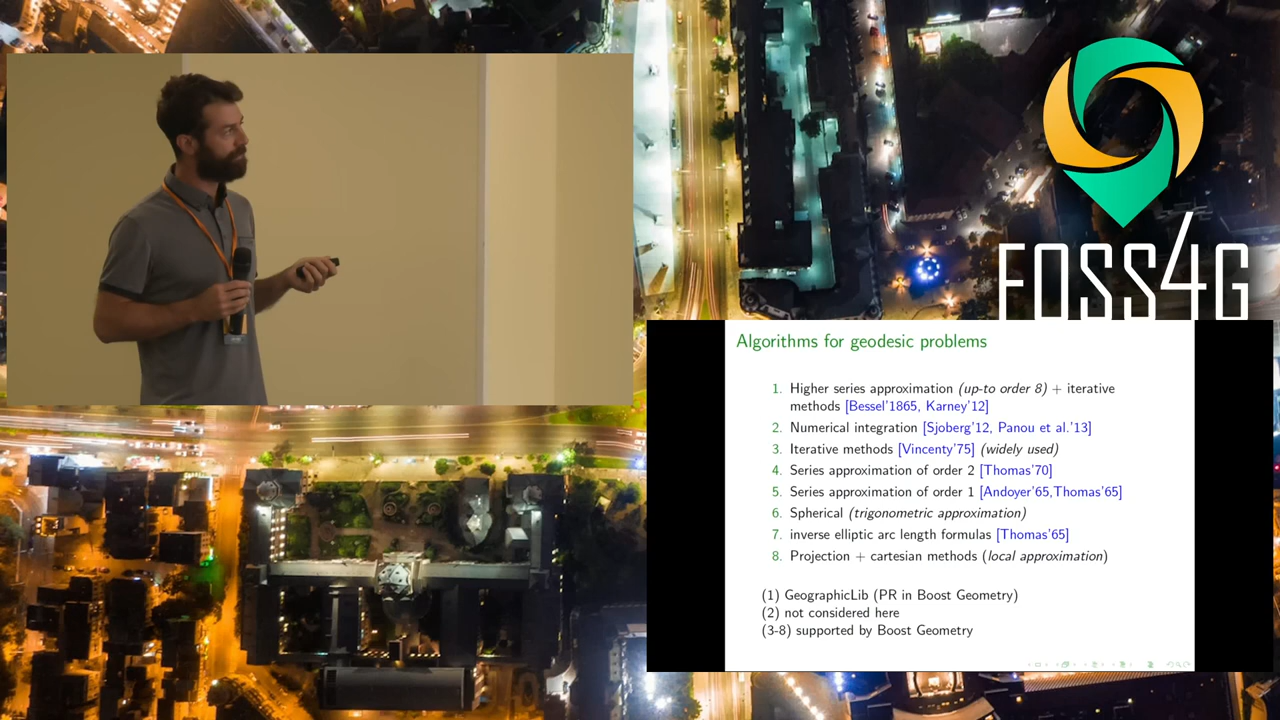 FOSS4G
Algorithms for geodesic problems
1. Higher series approximation (up-to order 8) + iterative
methods [Bessel'1865, Karney'12]
2. Numerical integration [Sjoberg'12, Panou et al.'13]
3. Iterative methods [Vincenty'75] (widely used)
4. Series approximation of order 2 [Thomas'70]
5. Series approximation of order 1 [Andoyer'65,Thomas'65]
6. Spherical (trigonometric approximation)
7. inverse elliptic arc length formulas [Thomas'65]
8. Projection + cartesian methods (local approximation)
(1) GeographicLib (PR in Boost Geometry)
(2) not considered here
(3-8) supported by Boost Geometry